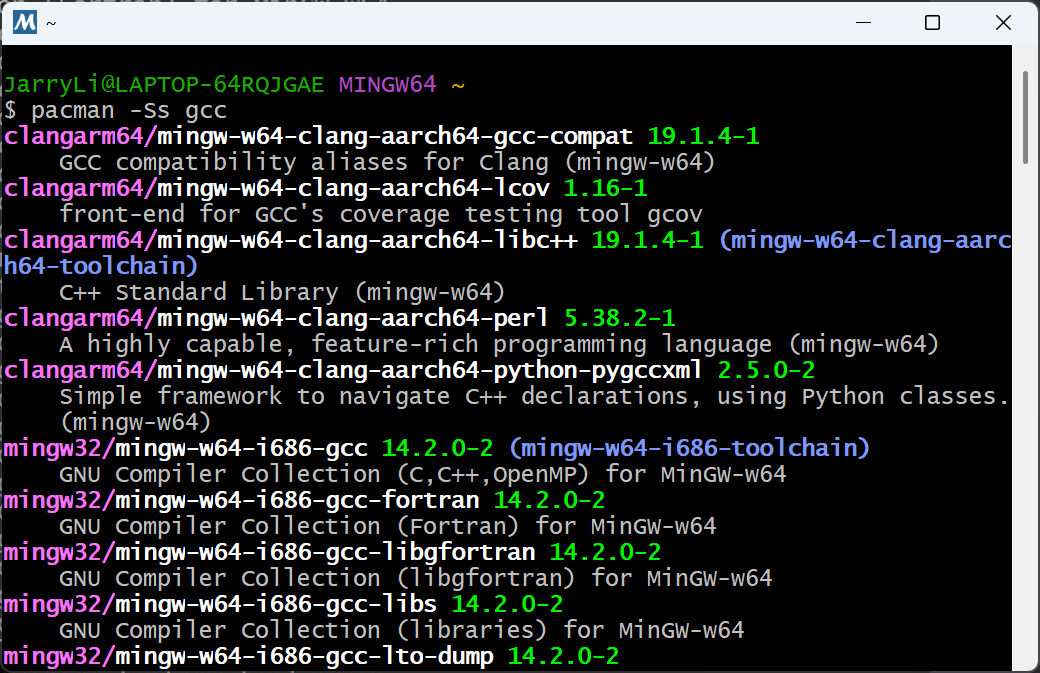 ~
JarryLi@LAPTOP-64RQJGAE MINGW64 ~
$ pacman -Ss gcc
clangarm64/mingw-w64-clang-aarch64-gcc-compat 19.1.4-1
    GCC compatibility aliases for Clang (mingw-w64)
clangarm64/mingw-w64-clang-aarch64-lcov 1.16-1
    front-end for GCC's coverage testing tool gcov
clangarm64/mingw-w64-clang-aarch64-libc++ 19.1.4-1 (mingw-w64-clang-aarc
h64-toolchain)
    C++ Standard Library (mingw-w64)
clangarm64/mingw-w64-clang-aarch64-perl 5.38.2-1
    A highly capable, feature-rich programming language (mingw-w64)
clangarm64/mingw-w64-clang-aarch64-python-pygccxml 2.5.0-2
    Simple framework to navigate C++ declarations, using Python classes.
    (mingw-w64)
mingw32/mingw-w64-i686-gcc 14.2.0-2 (mingw-w64-i686-toolchain)
    GNU Compiler Collection (C,C++,OpenMP) for MinGW-w64
mingw32/mingw-w64-i686-gcc-fortran 14.2.0-2
    GNU Compiler Collection (Fortran) for MinGW-w64
mingw32/mingw-w64-i686-gcc-libgfortran 14.2.0-2
    GNU Compiler Collection (libgfortran) for MinGW-w64
mingw32/mingw-w64-i686-gcc-libs 14.2.0-2
    GNU Compiler Collection (libraries) for MinGW-w64
mingw32/mingw-w64-i686-gcc-lto-dump 14.2.0-2